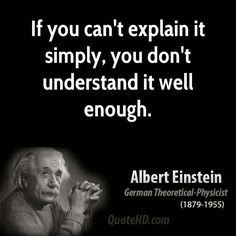 If you can't explain it
simply, you don't
understand it well
enough.
Albert Einstein
German Theoretical-Physicist
(1879-1955)
QuoteHD.com